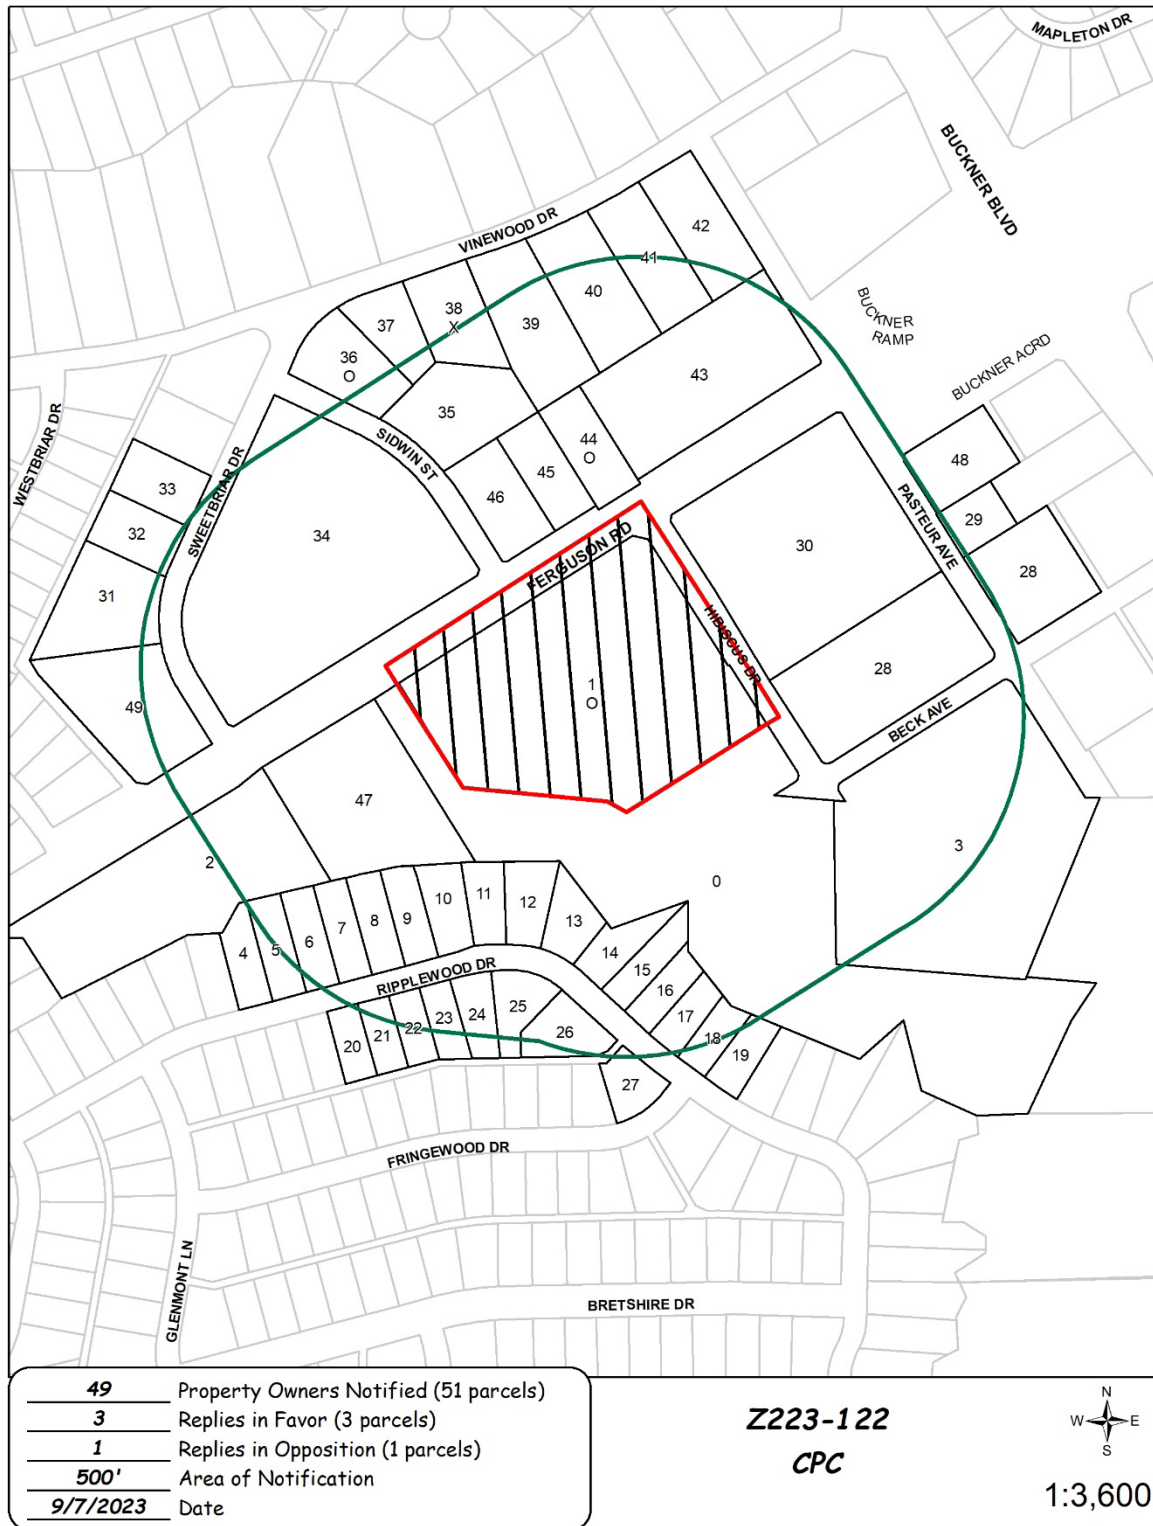 MAPLETON DR
BUCKNER BLVD
VINEWOOD DR
42
41
40
BUCKNER
RAMP
38
X
37
39
36
O
BUCKNER ACRD
43
35
WESTBRIAR DR
SIDWIN ST
44
O
45
48
33
SWEETBRIAR DR
46
PASTEUR AVE
29
32
34
FERGUSON RD
30
28
31
HIBISCUS DR
28
1
O
49
BECK AVE
47
3
2
0
4
5
6
7
8
9
10
11
12
13
14
15
16
17
18
19
RIPPLEWOOD DR
20
21
22
23
24
25
26
27
FRINGEWOOD DR
GLENMONT LN
BRETSHIRE DR
49 Property Owners Notified (51 parcels)
3 Replies in Favor (3 parcels)
1 Replies in Opposition (1 parcels)
500' Area of Notification
9/7/2023 Date
Z223-122
CPC
N
W E
S
1:3,600